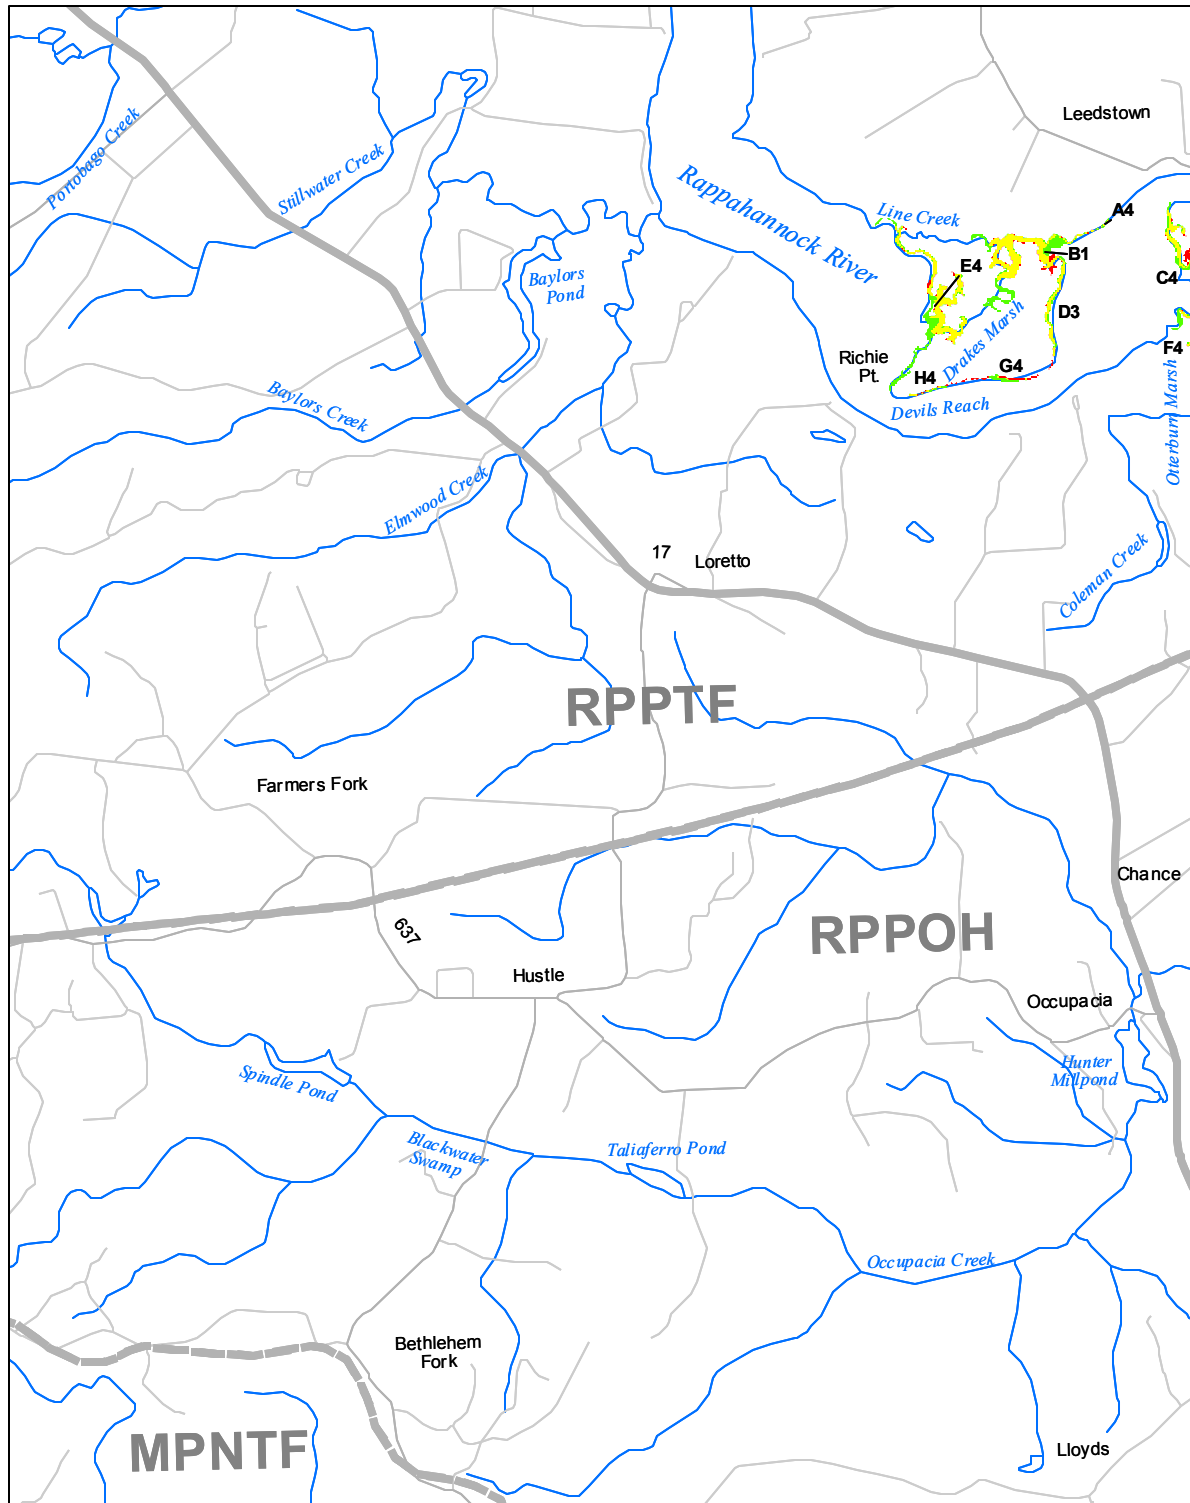 Leedstown
Portobago Creek
Stillwater Creek
Rappahannock River
Line Creek
A4
B1
E4
C4
Baylors
Pond
D3
Drakes Marsh
F4
Richie
Pt.
H4
G4
Devils Reach
Otterburn Marsh
Baylors Creek
Elmwood Creek
17
Loretto
Coleman Creek
RPPTF
Farmers Fork
Chance
637
RPPOH
Hustle
Occupacia
Spindle Pond
Hunter
Millpond
Blackwater
Swamp
Taliaferro Pond
Occupacia Creek
Bethlehem
Fork
MPNTF
Lloyds